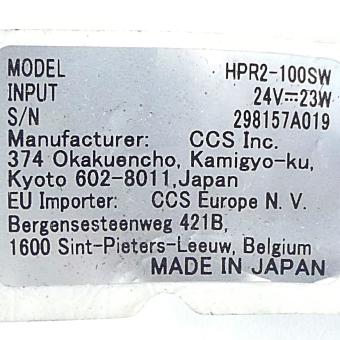 MODEL HPR2-100SW
INPUT 24V⎓23W
S/N 298157A019
Manufacturer: CCS Inc.
374 Okakuencho, Kamigyo-ku,
Kyoto 602-8011,Japan
EU Importer: CCS Europe N. V.
Bergensesteenweg 421B,
1600 Sint-Pieters-Leeuw, Belgium
MADE IN JAPAN